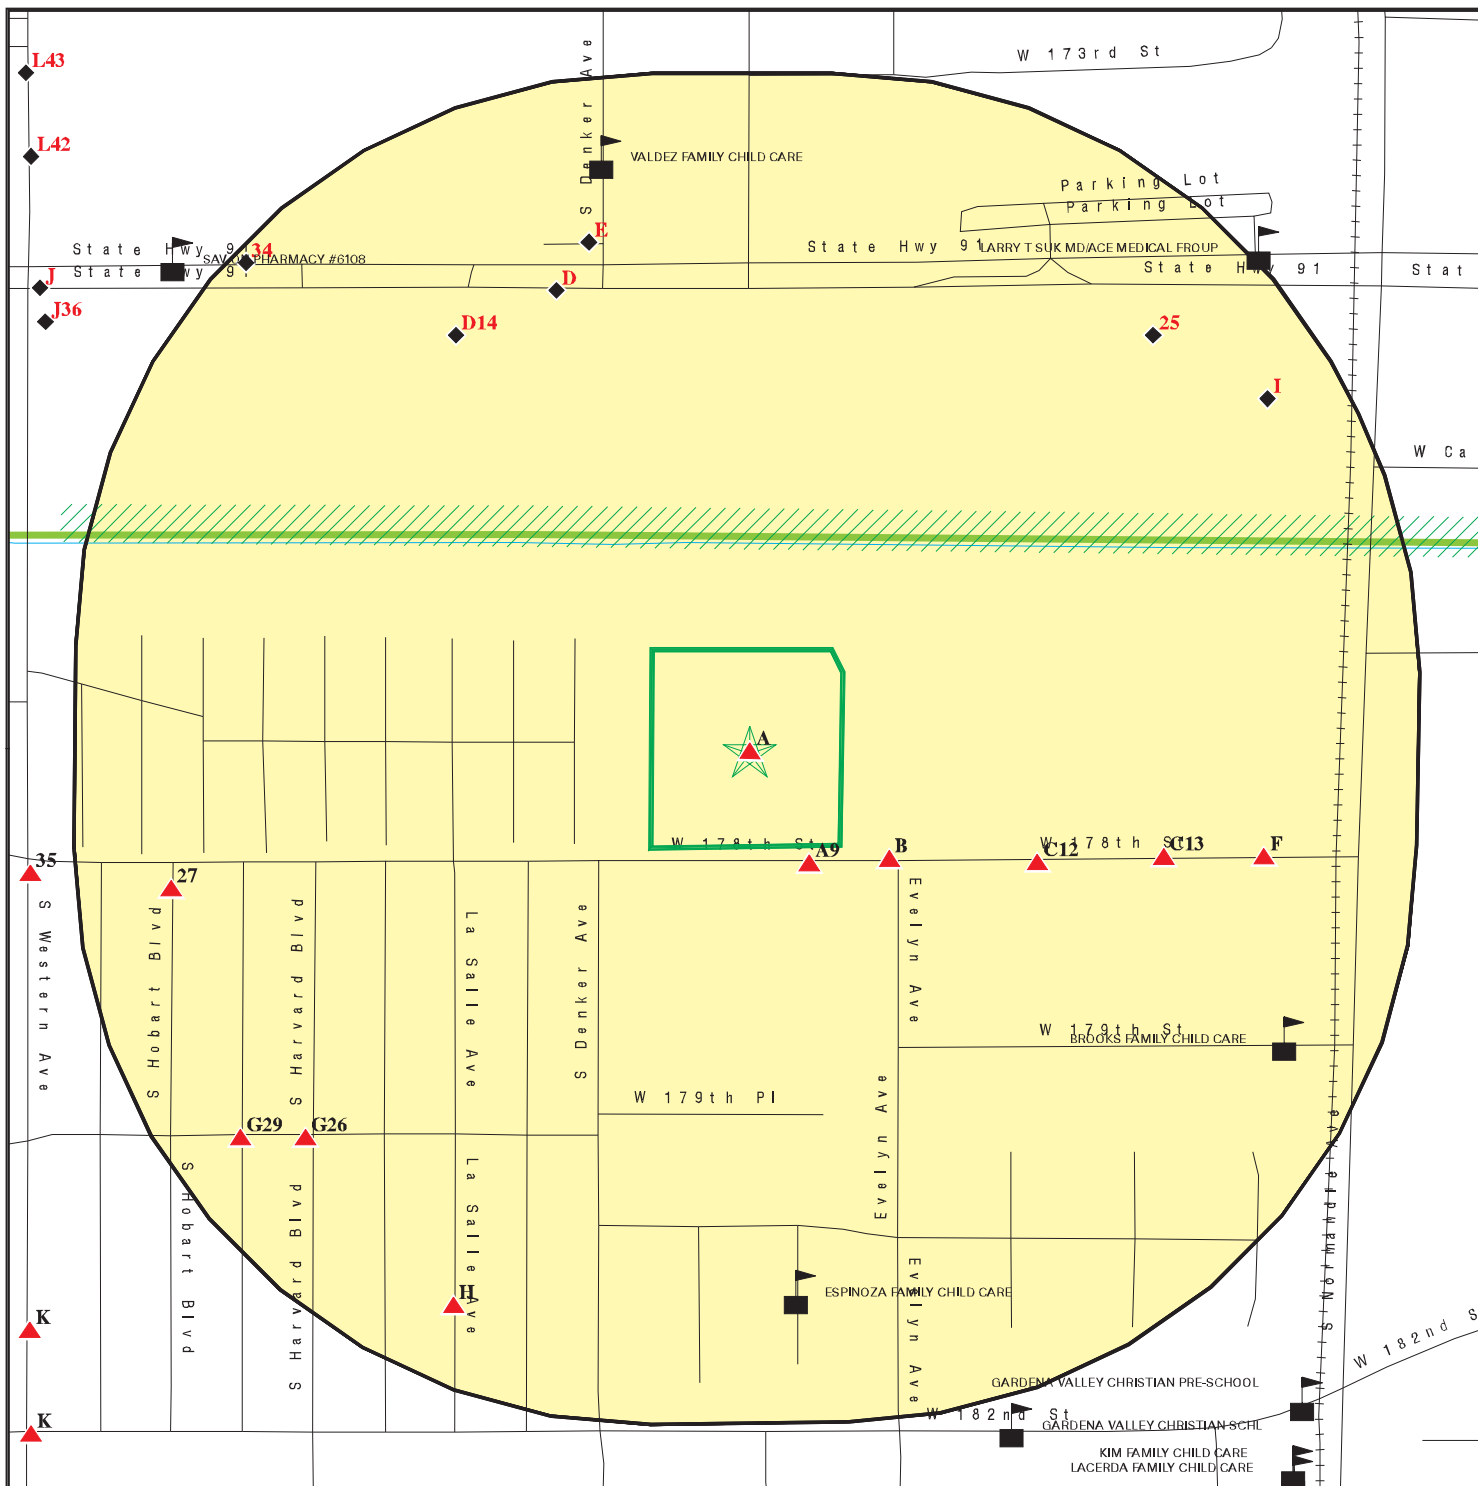 W 173rd St
L43
S Denker Ave
L42
VALDEZ FAMILY CHILD CARE
Parking Lot
Parking Lot
E
State Hwy 91
34
SAV PHARMACY #6108
State Hwy 91
LARRY T SUK MD/ACE MEDICAL FROUP
State Hwy 91
State Hwy 91
Stat
J
D
J36
D14
25
I
W Ca
A
W 178th St
A9
B
W 178th St
C12
C13
F
35
27
S Western Ave
S Hobart Blvd
S Harvard Blvd
La Salle Ave
S Denker Ave
Evelyn Ave
W 179th St
BROOKS FAMILY CHILD CARE
W 179th Pl
Evelyn Ave
G29
G26
S Hobart Blvd
S Harvard Blvd
La Salle Ave
S Normandie Ave
Evelyn Ave
H
ESPINOZA FAMILY CHILD CARE
K
W 182nd S
GARDENA VALLEY CHRISTIAN PRE-SCHOOL
K
W 182nd St
GARDENA VALLEY CHRISTIAN SCHL
KIM FAMILY CHILD CARE
LACERDA FAMILY CHILD CARE